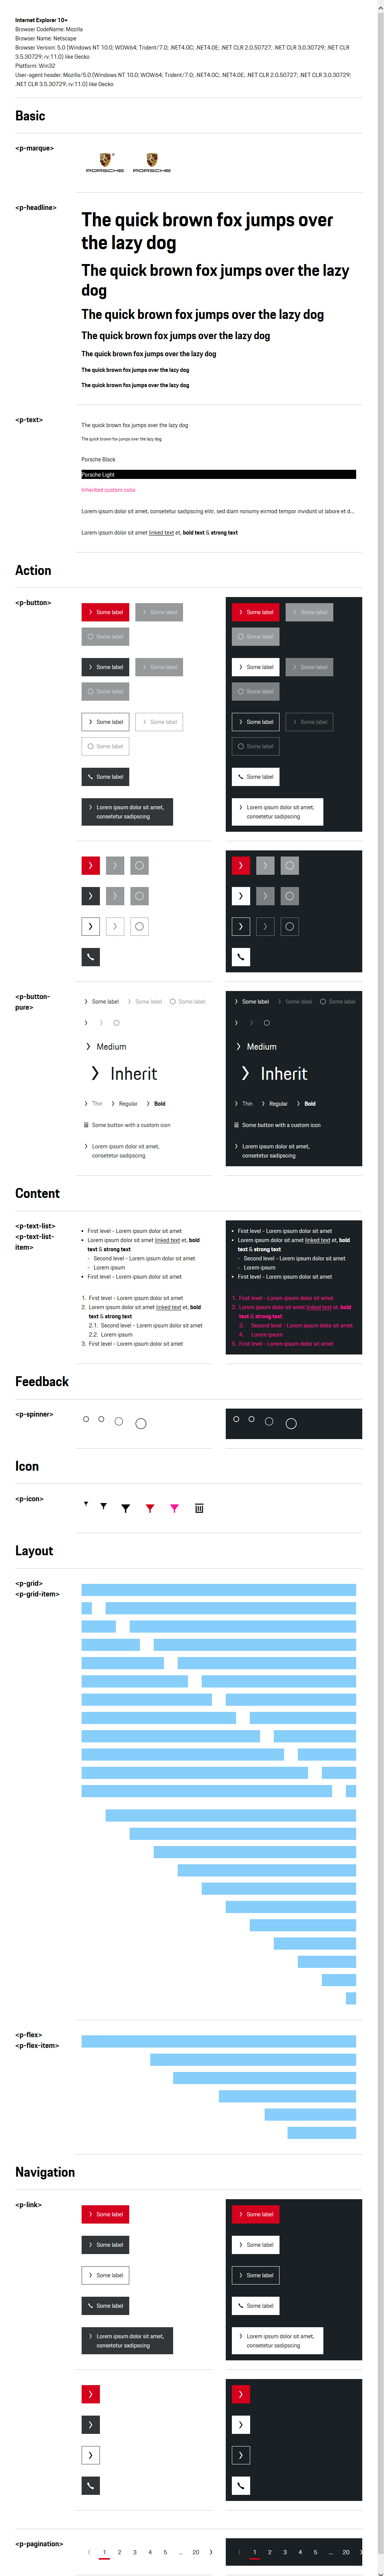 Internet Explorer 10+
Browser CodeName: Mozilla
Browser Name: Netscape
Browser Version: 5.0 (Windows NT 10.0; WOW64; Trident/7.0; .NET4.0C; .NET4.0E; .NET CLR 2.0.50727; .NET CLR 3.0.30729; .NET CLR
3.5.30729; rv:11.0) like Gecko
Platform: Win32
User-agent header: Mozilla/5.0 (Windows NT 10.0; WOW64; Trident/7.0; .NET4.0C; .NET4.0E; .NET CLR 2.0.50727; .NET CLR 3.0.30729;
.NET CLR 3.5.30729; rv:11.0) like Gecko
Basic
<p-marque>
PORSCHE PORSCHE
<p-headline>
The quick brown fox jumps over
the lazy dog
The quick brown fox jumps over the lazy
dog
The quick brown fox jumps over the lazy dog
The quick brown fox jumps over the lazy dog
The quick brown fox jumps over the lazy dog
The quick brown fox jumps over the lazy dog
The quick brown fox jumps over the lazy dog
<p-text>
The quick brown fox jumps over the lazy dog
The quick brown fox jumps over the lazy dog
Porsche Black
Porsche Light
Inherited custom color
Lorem ipsum dolor sit amet, consetetur sadipscing elitr, sed diam nonumy eirmod tempor invidunt ut labore et d...
Lorem ipsum dolor sit amet linked text et, bold text & strong text
Action
<p-button>
Some label Some label Some label Some label
Some label Some label
Some label Some label Some label Some label
Some label Some label
Some label Some label Some label Some label
Some label Some label
Some label Some label
Lorem ipsum dolor sit amet, Lorem ipsum dolor sit amet,
consetetur sadipscing consetetur sadipscing
<p-button-
pure>
Some label Some label Some label Some label Some label Some label
Medium Medium
Inherit Inherit
Thin Regular Bold Thin Regular Bold
Some button with a custom icon Some button with a custom icon
Lorem ipsum dolor sit amet, Lorem ipsum dolor sit amet,
consetetur sadipscing consetetur sadipscing
Content
<p-text-list>
<p-text-list-
item>
• First level – Lorem ipsum dolor sit amet
• Lorem ipsum dolor sit amet linked text et, bold
text & strong text
- Second level – Lorem ipsum dolor sit amet
- Lorem ipsum
• First level – Lorem ipsum dolor sit amet
1. First level – Lorem ipsum dolor sit amet
2. Lorem ipsum dolor sit amet linked text et, bold
text & strong text
2.1. Second level – Lorem ipsum dolor sit amet
2.2. Lorem ipsum
3. First level – Lorem ipsum dolor sit amet
• First level – Lorem ipsum dolor sit amet
• Lorem ipsum dolor sit amet linked text et, bold
text & strong text
- Second level – Lorem ipsum dolor sit amet
- Lorem ipsum
• First level – Lorem ipsum dolor sit amet
1. First level – Lorem ipsum dolor sit amet
2. Lorem ipsum dolor sit amet linked text et, bold
text & strong text
3. Second level – Lorem ipsum dolor sit amet
4. Lorem ipsum
5. First level – Lorem ipsum dolor sit amet
Feedback
<p-spinner>
Icon
<p-icon>
Layout
<p-grid>
<p-grid-item>
<p-flex>
<p-flex-item>
Navigation
<p-link>
Some label Some label
Some label Some label
Some label Some label
Some label Some label
Lorem ipsum dolor sit amet, Lorem ipsum dolor sit amet,
consetetur sadipscing consetetur sadipscing
<p-pagination>
1 2 3 4 5 ... 20 1 2 3 4 5 ... 20